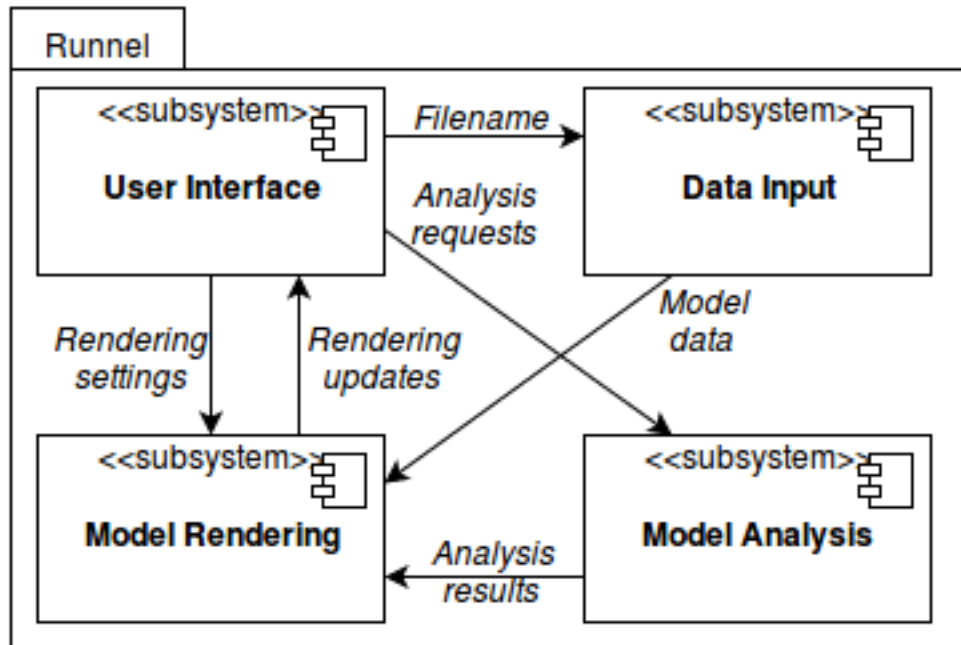 Runnel
<<subsystem>>
User Interface
Filename
<<subsystem>>
Data Input
Analysis
requests
Model
data
Rendering
settings
Rendering
updates
<<subsystem>>
Model Rendering
Analysis
results
<<subsystem>>
Model Analysis